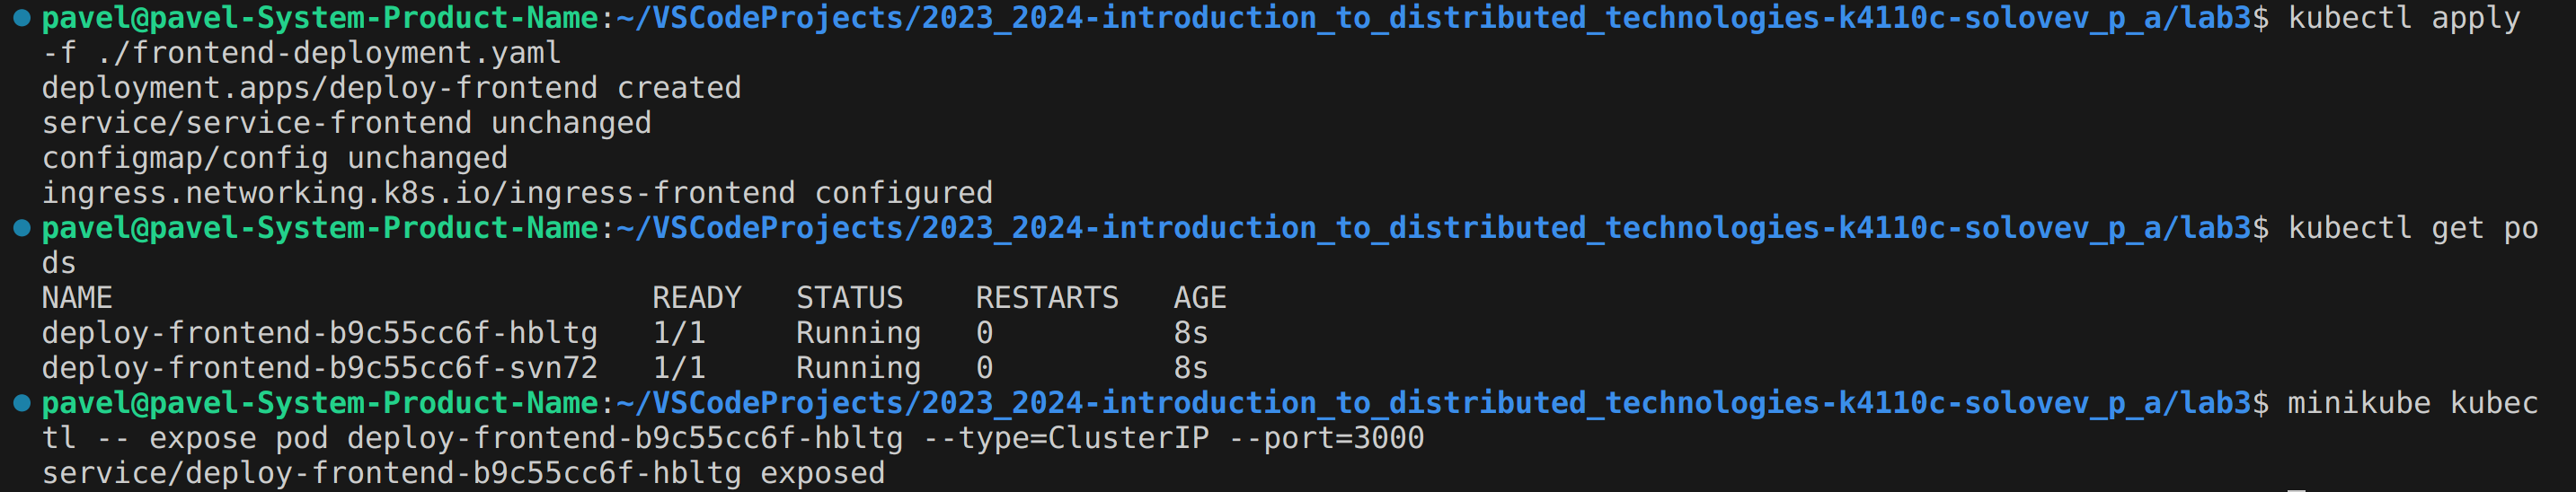 pavel@pavel-System-Product-Name:~/VSCodeProjects/2023_2024-introduction_to_distributed_technologies-k4110c-solovev_p_a/lab3$ kubectl apply
-f ./frontend-deployment.yaml
deployment.apps/deploy-frontend created
service/service-frontend unchanged
configmap/config unchanged
ingress.networking.k8s.io/ingress-frontend configured
pavel@pavel-System-Product-Name:~/VSCodeProjects/2023_2024-introduction_to_distributed_technologies-k4110c-solovev_p_a/lab3$ kubectl get po
ds
NAME                                  READY   STATUS    RESTARTS   AGE
deploy-frontend-b9c55cc6f-hbltg   1/1     Running   0          8s
deploy-frontend-b9c55cc6f-svn72   1/1     Running   0          8s
pavel@pavel-System-Product-Name:~/VSCodeProjects/2023_2024-introduction_to_distributed_technologies-k4110c-solovev_p_a/lab3$ minikube kubec
tl -- expose pod deploy-frontend-b9c55cc6f-hbltg --type=ClusterIP --port=3000
service/deploy-frontend-b9c55cc6f-hbltg exposed